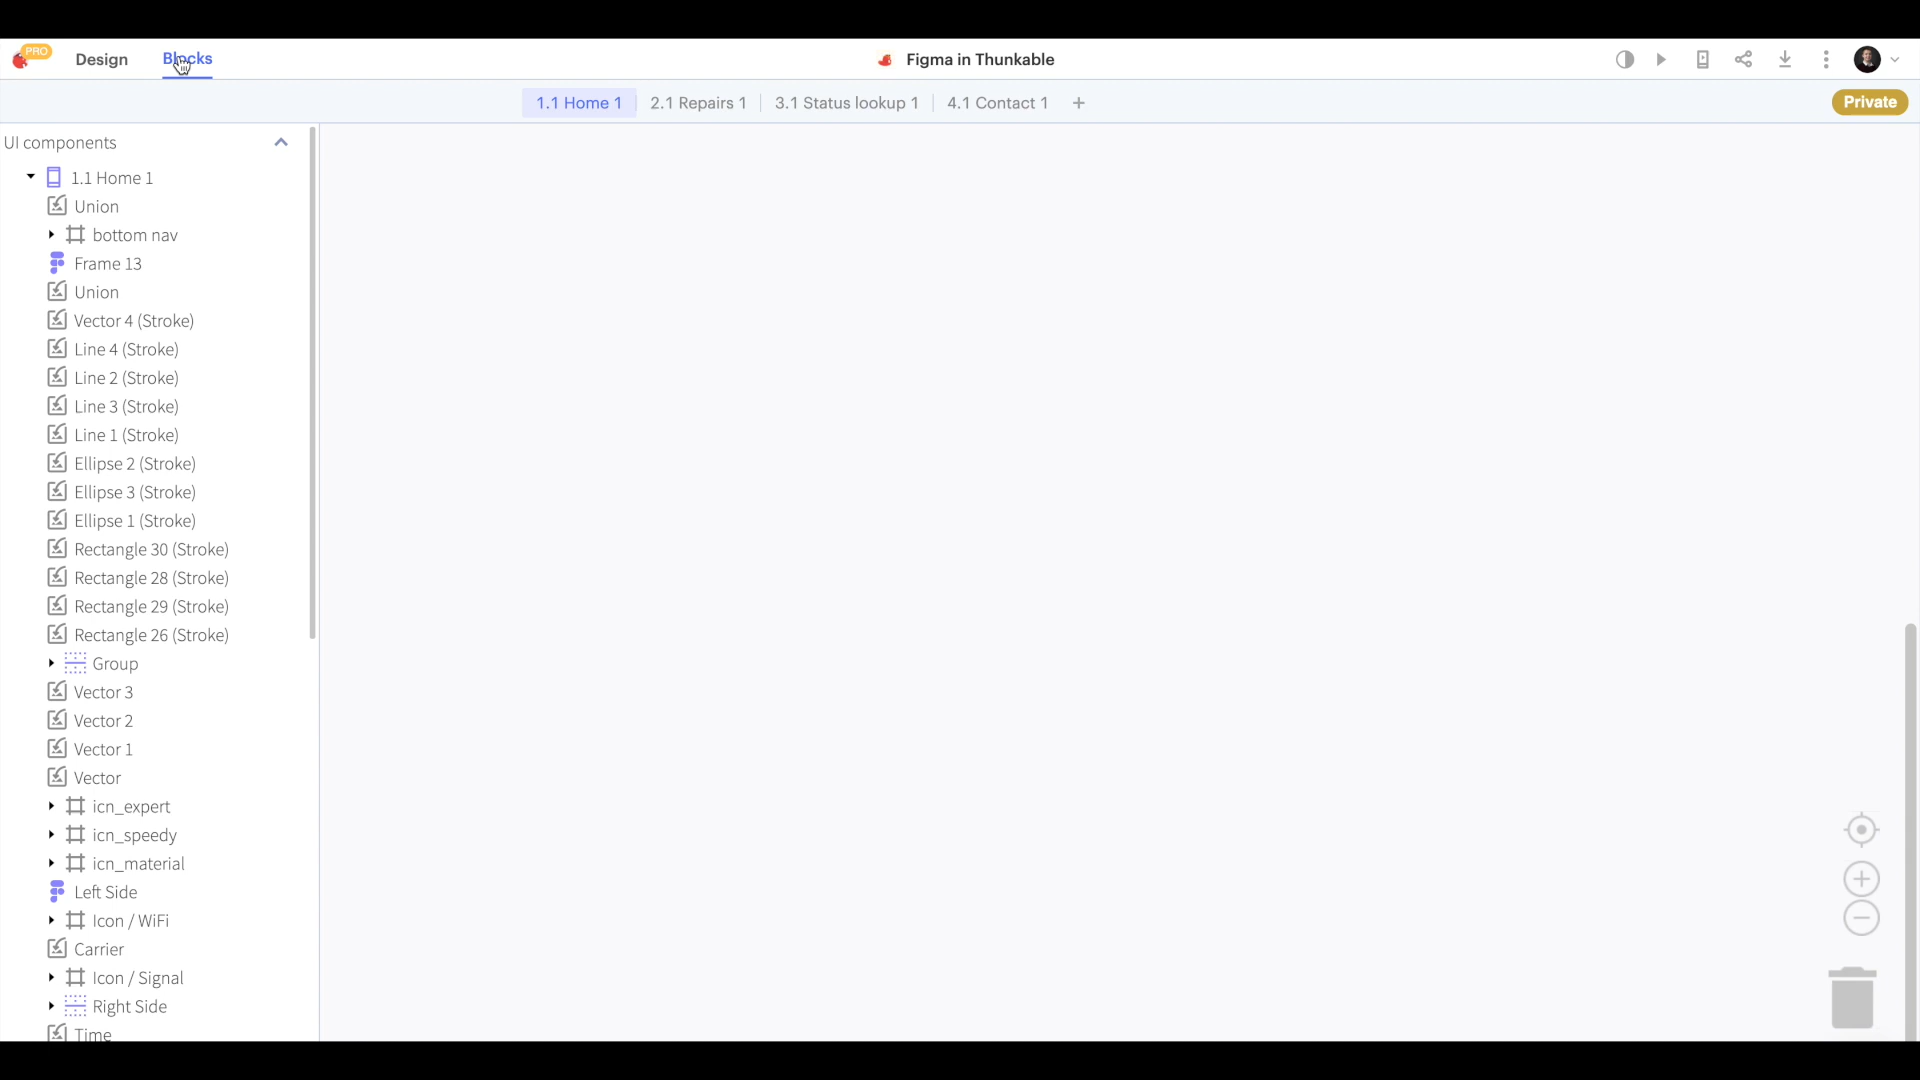 PRO
Design
Blocks
Figma in Thunkable
1.1 Home 1
2.1 Repairs 1
3.1 Status lookup 1
4.1 Contact 1
+
Private
UI components
1.1 Home 1
Union
bottom nav
Frame 13
Union
Vector 4 (Stroke)
Line 4 (Stroke)
Line 2 (Stroke)
Line 3 (Stroke)
Line 1 (Stroke)
Ellipse 2 (Stroke)
Ellipse 3 (Stroke)
Ellipse 1 (Stroke)
Rectangle 30 (Stroke)
Rectangle 28 (Stroke)
Rectangle 29 (Stroke)
Rectangle 26 (Stroke)
Group
Vector 3
Vector 2
Vector 1
Vector
icn_expert
icn_speedy
icn_material
Left Side
Icon / WiFi
Carrier
Icon / Signal
Right Side
Time